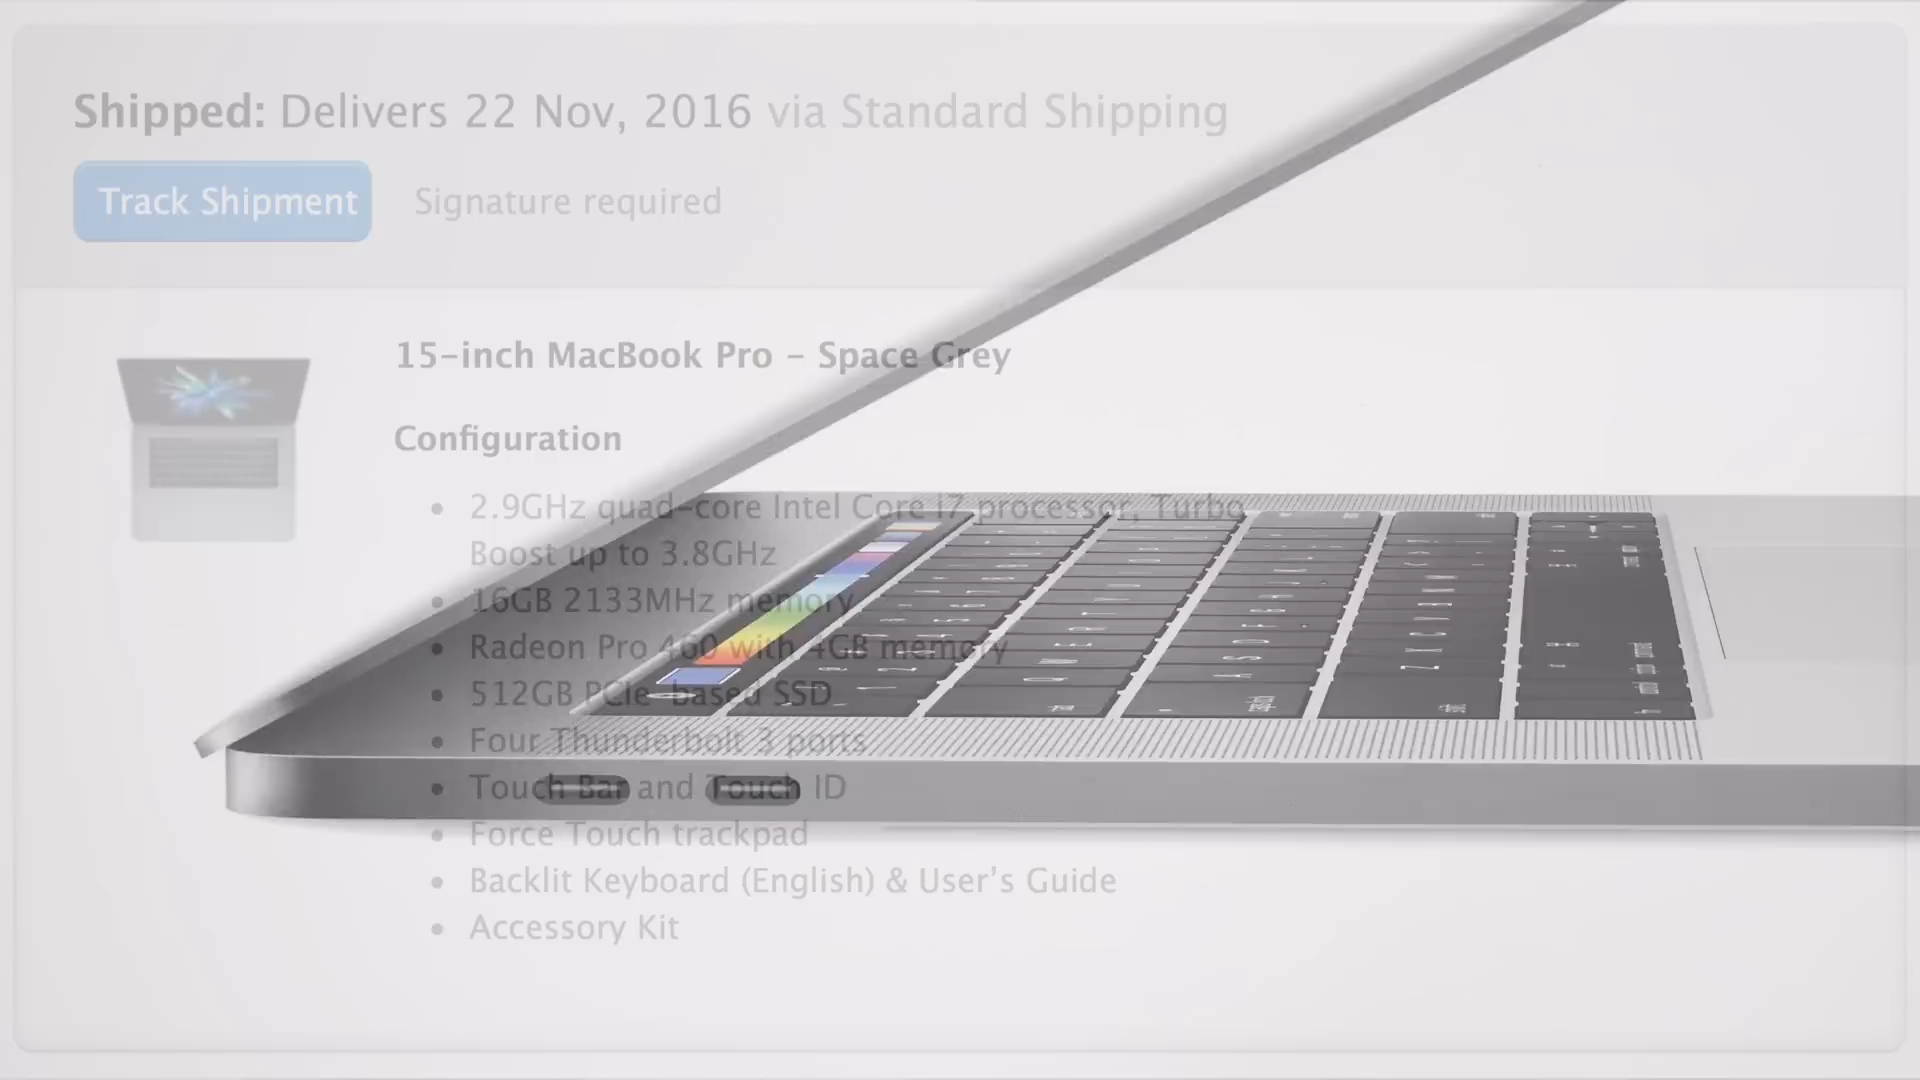 Shipped: Delivers 22 Nov, 2016 via Standard Shipping
Track Shipment
Signature required
15-inch MacBook Pro – Space Grey
Configuration
• 2.9GHz quad-core Intel Core i7 processor, Turbo
Boost up to 3.8GHz
• 16GB 2133MHz memory
• Radeon Pro 460 with 4GB memory
• 512GB PCIe-based SSD
• Four Thunderbolt 3 ports
• Touch Bar and Touch ID
• Force Touch trackpad
• Backlit Keyboard (English) & User’s Guide
• Accessory Kit